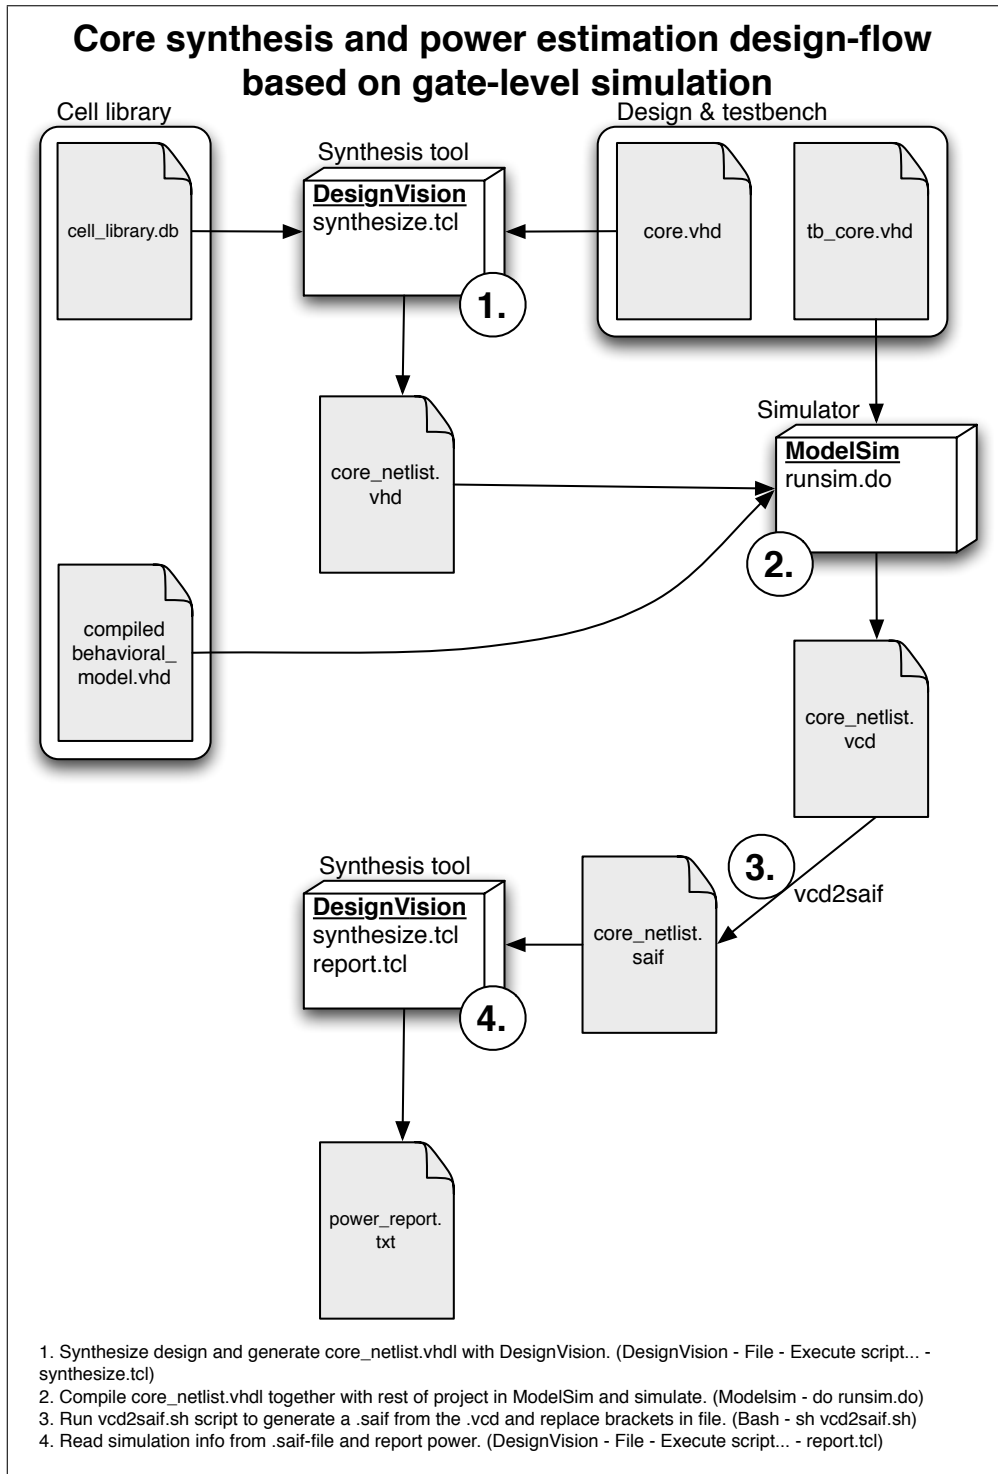 Core synthesis and power estimation design-flow
based on gate-level simulation
Cell library
Design & testbench
Synthesis tool
DesignVision
synthesize.tcl
cell_library.db
core.vhd
tb_core.vhd
1.
Simulator
ModelSim
runsim.do
core_netlist.
vhd
2.
compiled
behavioral_
model.vhd
core_netlist.
vcd
3.
vcd2saif
Synthesis tool
DesignVision
synthesize.tcl
report.tcl
core_netlist.
saif
4.
power_report.
txt
1. Synthesize design and generate core_netlist.vhdl with DesignVision. (DesignVision - File - Execute script... -
synthesize.tcl)
2. Compile core_netlist.vhdl together with rest of project in ModelSim and simulate. (Modelsim - do runsim.do)
3. Run vcd2saif.sh script to generate a .saif from the .vcd and replace brackets in file. (Bash - sh vcd2saif.sh)
4. Read simulation info from .saif-file and report power. (DesignVision - File - Execute script... - report.tcl)